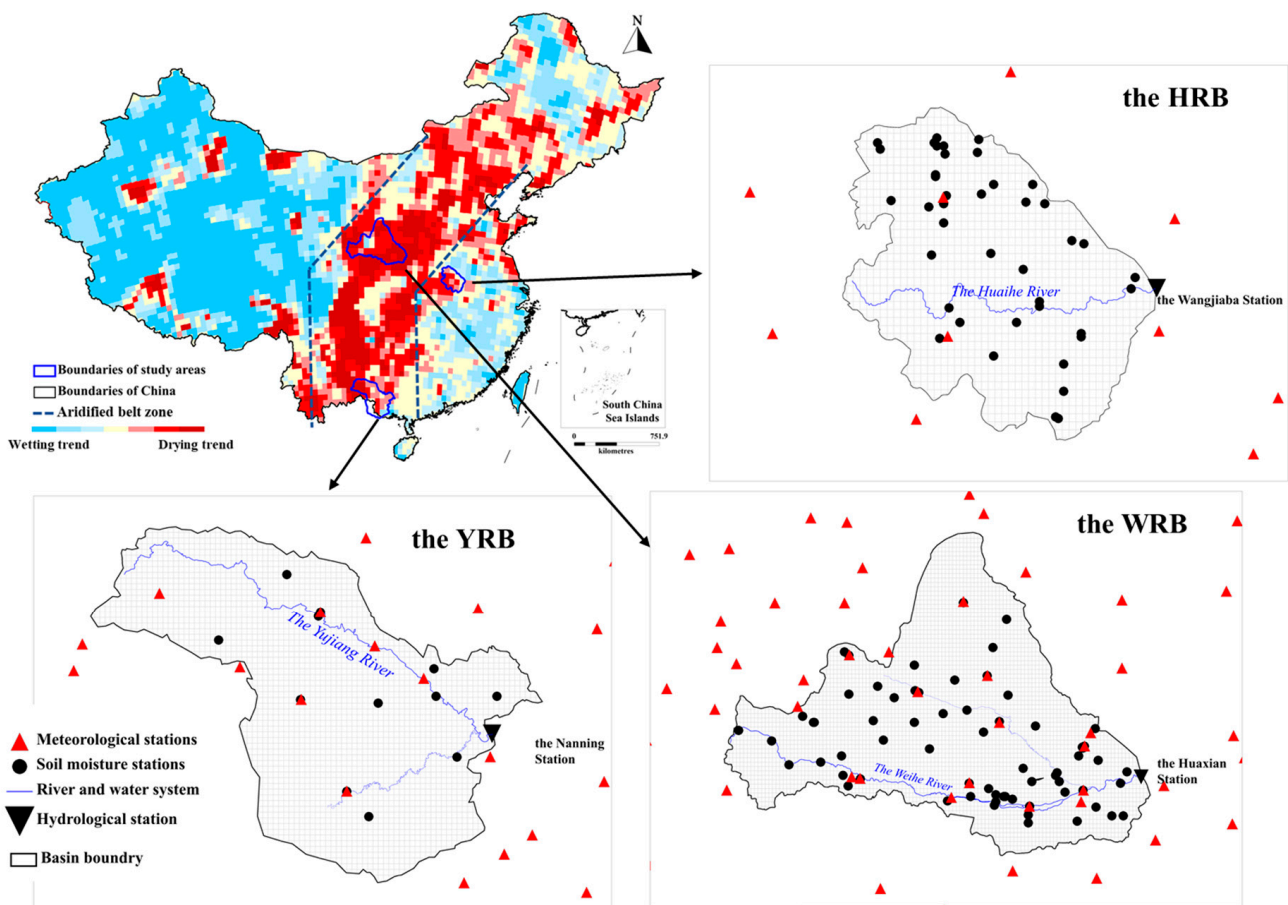 N
Boundaries of study areas
Boundaries of China
Aridified belt zone
Wetting trend
Drying trend
South China
Sea Islands
0
751.9
kilometres
the HRB
The Huaihe River
the Wangjiaba Station
the YRB
The Yujiang River
the Nanning
Station
Meteorological stations
Soil moisture stations
River and water system
Hydrological station
Basin boundry
the WRB
The Weihe River
the Huaxian
Station